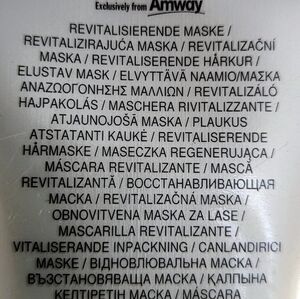 Exclusively from Amway
REVITALISIERENDE MASKE /
REVITALIZIRAJUĆA MASKA / REVITALIZAČNÍ
MASKA / REVITALISERENDE HÅRKUR /
ELUSTAV MASK / ELVYTTÄVÄ NAAMIO/ΜΑΣΚΑ
ΑΝΑΖΩΟΓΟΝΗΣΗΣ ΜΑΛΛΙΩΝ / REVITALIZÁLÓ
HAJPAKOLÁS / MASCHERA RIVITALIZZANTE /
ATJAUNOJOŠĀ MASKA / PLAUKUS
ATSTATANTI KAUKĖ / REVITALISERENDE
HÅRMASKE / MASECZKA REGENERUJĄCA /
MÁSCARA REVITALIZANTE / MASCĂ
REVITALIZANTĂ / ВОССТАНАВЛИВАЮЩАЯ
МАСКА / REVITALIZAČNÁ MASKA /
OBNOVITVENA MASKA ZA LASE /
MASCARILLA REVITALIZANTE /
VITALISERANDE INPACKNING / CANLANDIRICI
MASKE / ВІДНОВЛЮВАЛЬНА МАСКА /
ВЪЗСТАНОВЯВАЩА МАСКА / ҚАЛПЫНА
КЕЛТІРЕТІН МАСКА / MÁSCARA